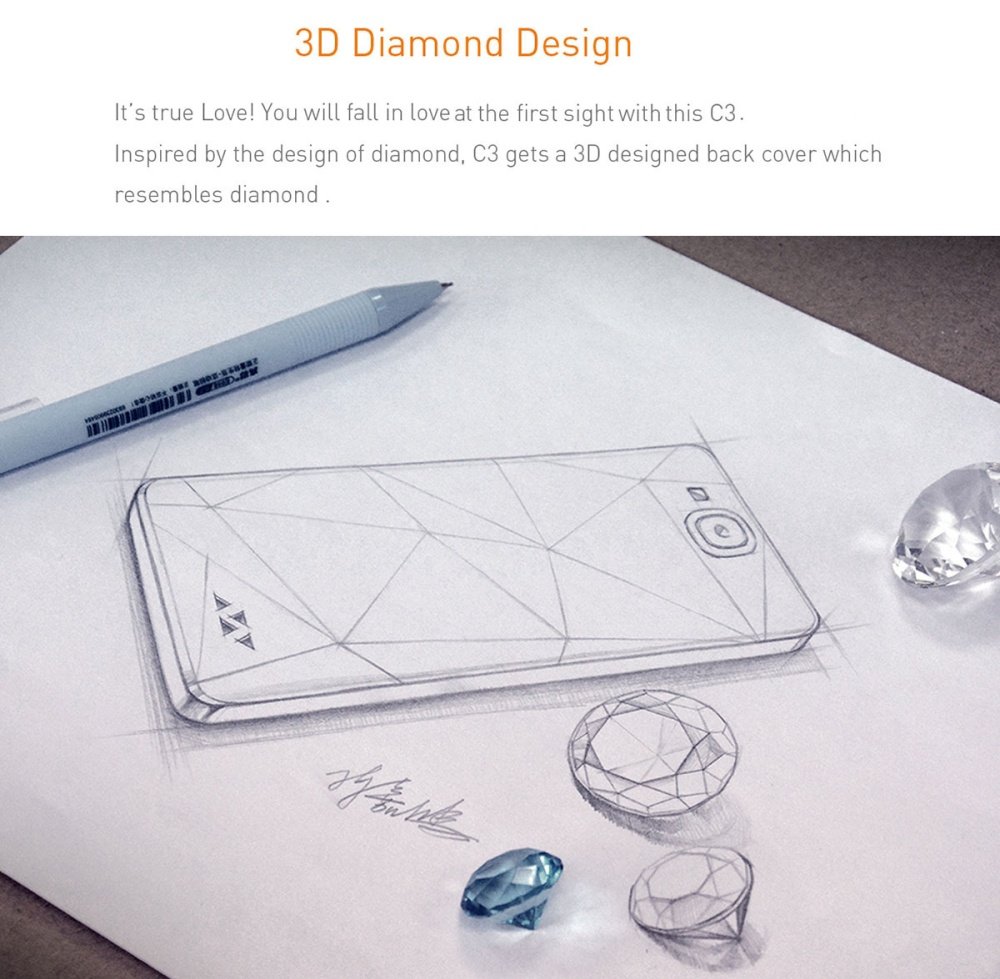 3D Diamond Design
It's true Love! You will fall in love at the first sight with this C3.
Inspired by the design of diamond, C3 gets a 3D designed back cover which
resembles diamond .